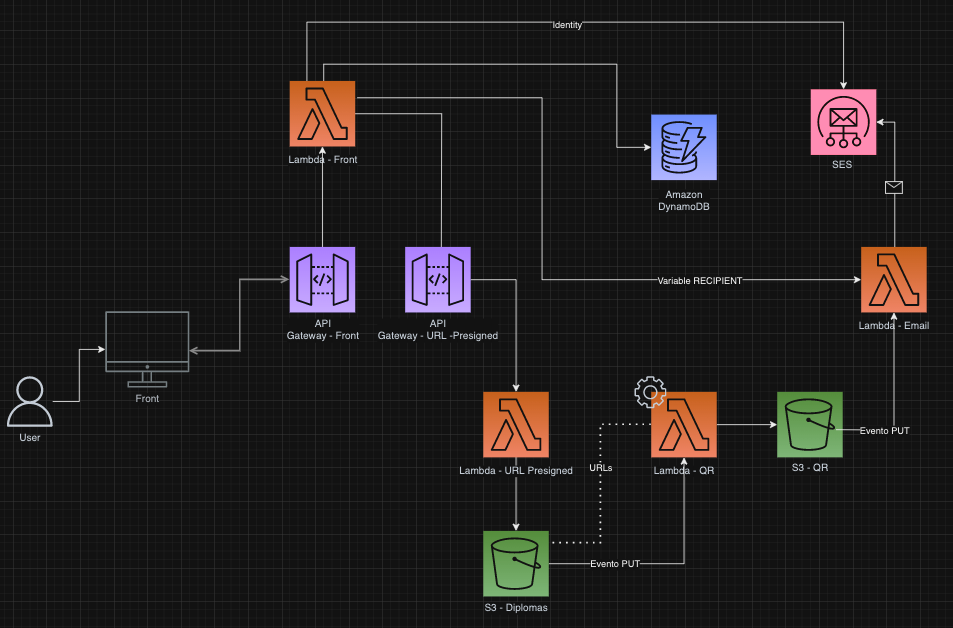 Identity
Lambda - Front
SES
Amazon
DynamoDB
Variable RECIPIENT
API
Gateway - Front
API
Gateway - URL -Presigned
Lambda - Email
Front
User
Evento PUT
Lambda - URL Presigned
URLs
Lambda - QR
S3 - QR
Evento PUT
S3 - Diplomas